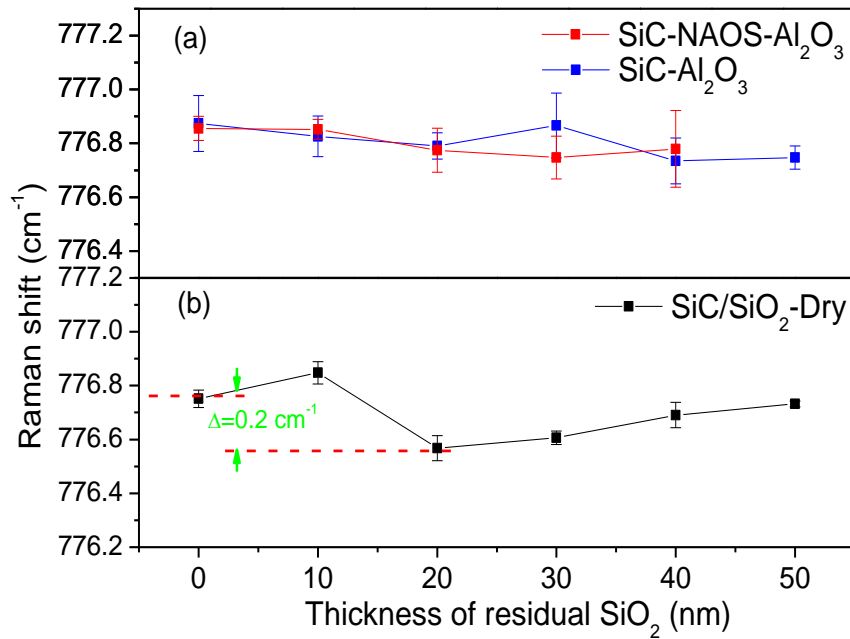 (a)
SiC-NAOS-Al₂O₃
SiC-Al₂O₃
777.2
777.0
776.8
776.6
776.4
777.2
Raman shift (cm⁻¹)
(b)
SiC/SiO₂-Dry
777.0
776.8
Δ=0.2 cm⁻¹
776.6
776.4
776.2
0 10 20 30 40 50
Thickness of residual SiO₂ (nm)